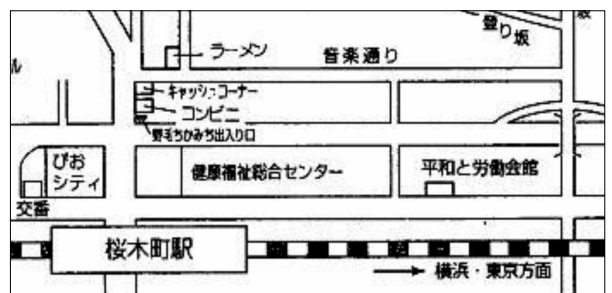 登り坂
坂
ラーメン
音楽通り
ル
キャッシュコーナー
コンビニ
野毛ちかみち出入り口
ぴお
シティ
健康福祉総合センター
平和と労働会館
交番
桜木町駅
横浜・東京方面